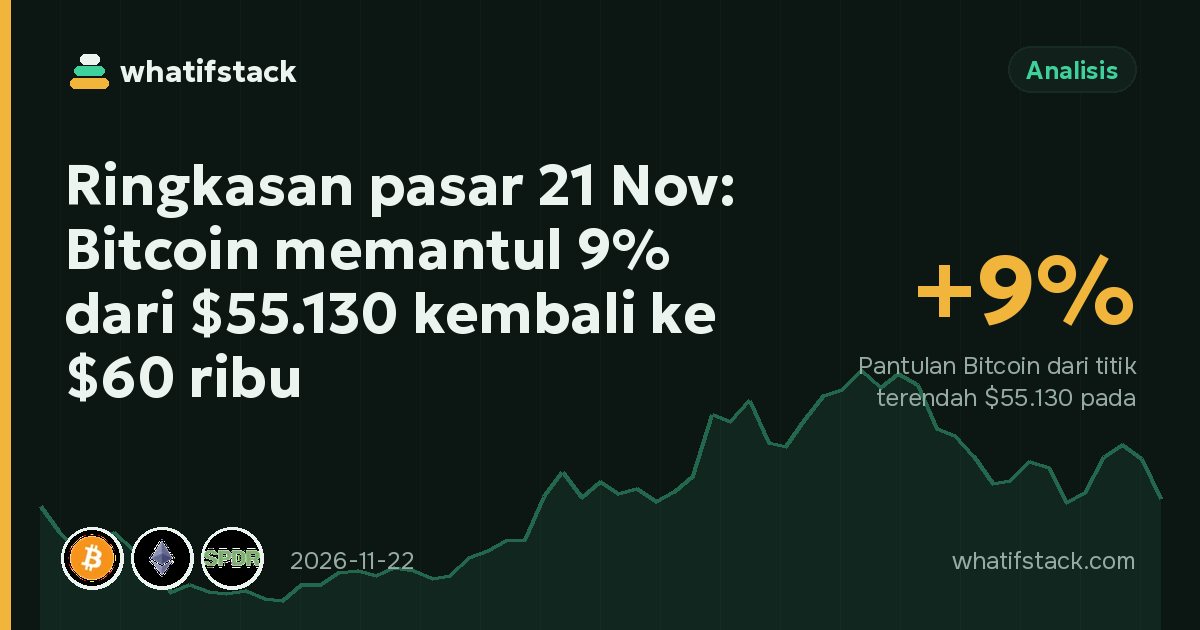 whatifstack
Analisis
Ringkasan pasar 21 Nov:
Bitcoin memantul 9%
dari $55.130 kembali ke
$60 ribu
+9%
Pantulan Bitcoin dari titik
terendah $55.130 pada
SPDR
2026-11-22
whatifstack.com